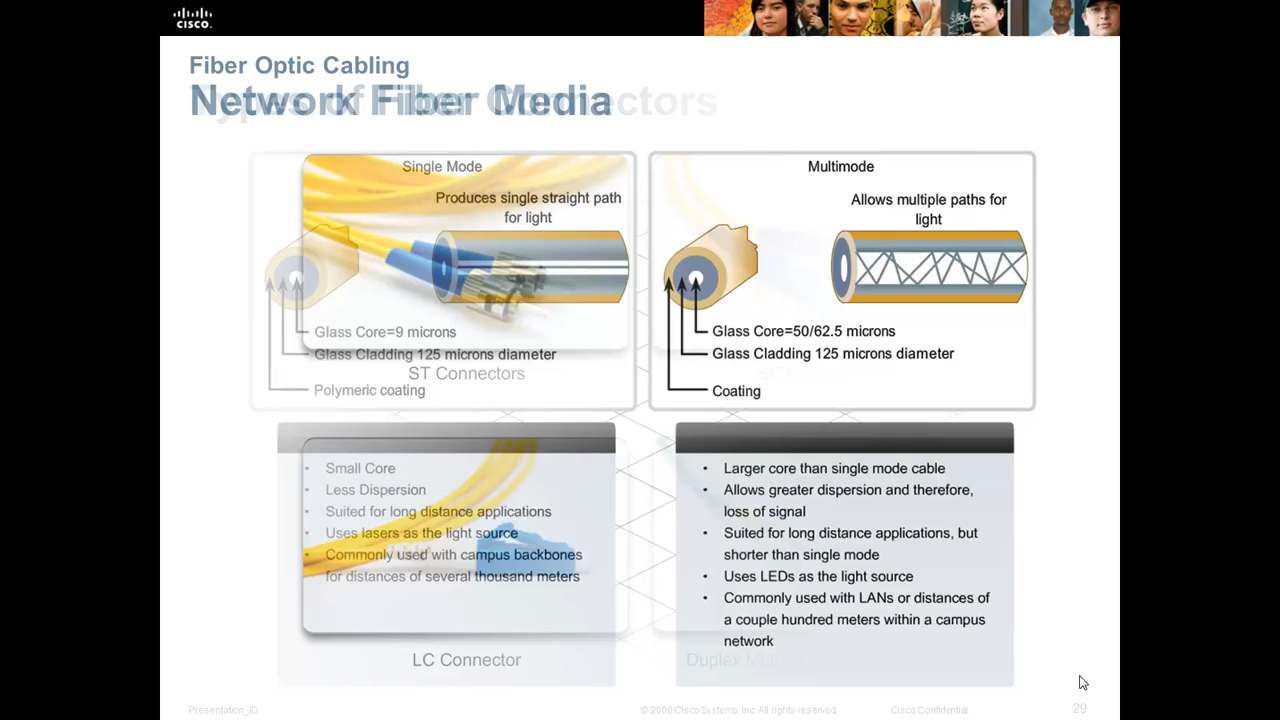 CISCO.
Fiber Optic Cabling
Network Fiber Media
Types of Fiber Connectors
Single Mode
Produces single straight path
for light
Glass Core=9 microns
Glass Cladding 125 microns diameter
ST Connectors
Polymeric coating
Multimode
Allows multiple paths for
light
Glass Core=50/62.5 microns
Glass Cladding 125 microns diameter
Coating
• Small Core
• Less Dispersion
• Suited for long distance applications
• Uses lasers as the light source
• Commonly used with campus backbones
for distances of several thousand meters
LC Connector
• Larger core than single mode cable
• Allows greater dispersion and therefore,
loss of signal
• Suited for long distance applications, but
shorter than single mode
• Uses LEDs as the light source
• Commonly used with LANs or distances of
a couple hundred meters within a campus
network
Duplex
Presentation_ID
© 2008 Cisco Systems, Inc. All rights reserved.
Cisco Confidential
29